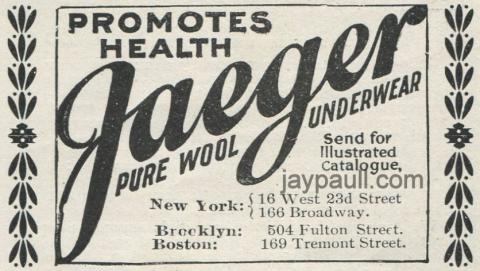 PROMOTES
HEALTH
Jaeger
PURE WOOL
UNDERWEAR
Send for
Illustrated
Catalogue,
jaypaull.com
New York: { 16 West 23d Street
166 Broadway.
Brooklyn: 504 Fulton Street.
Boston: 169 Tremont Street.